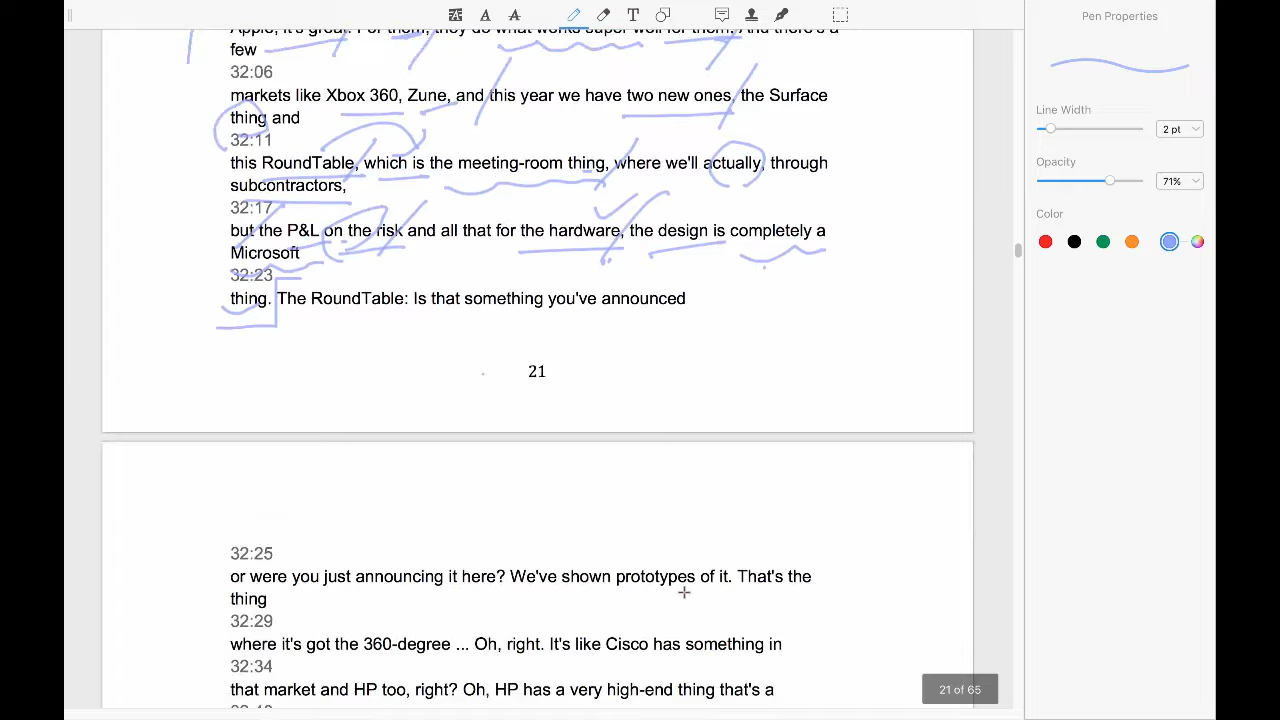 Pen Properties
Apple, it's great. For them, they do what works super well for them. And there's a
few
32:06
markets like Xbox 360, Zune, and this year we have two new ones, the Surface
thing and
32:11
this RoundTable, which is the meeting-room thing, where we'll actually, through
subcontractors,
32:17
but the P&L on the risk and all that for the hardware, the design is completely a
Microsoft
32:23
thing. The RoundTable: Is that something you've announced
21
32:25
or were you just announcing it here? We've shown prototypes of it. That's the
thing
32:29
where it's got the 360-degree ... Oh, right. It's like Cisco has something in
32:34
that market and HP too, right? Oh, HP has a very high-end thing that's a
21 of 65
Line Width
2 pt
Opacity
71%
Color